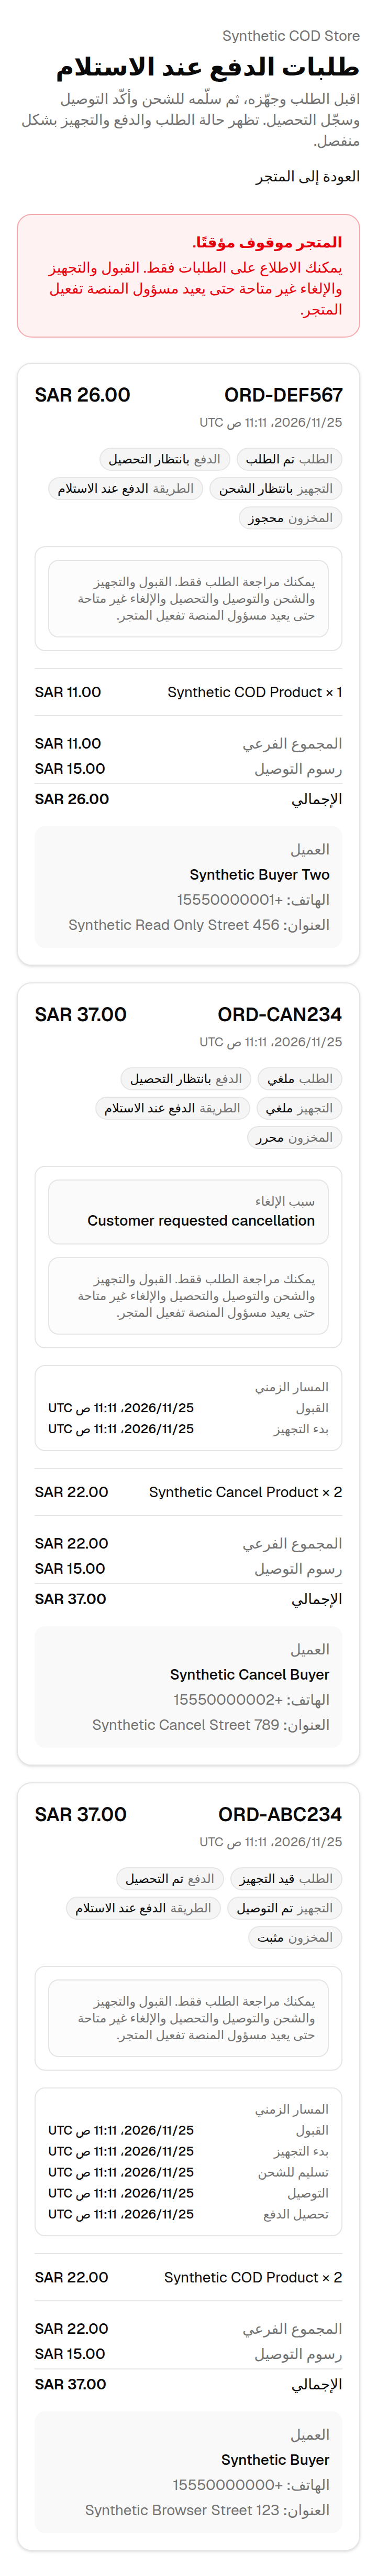 Synthetic COD Store
طلبات الدفع عند الاستلام
اقبل الطلب وجهّزه، ثم سلّمه للشحن وأكّد التوصيل
وسجّل التحصيل. تظهر حالة الطلب والدفع والتجهيز بشكل
منفصل.
العودة إلى المتجر
المتجر موقوف مؤقتًا.
يمكنك الاطلاع على الطلبات فقط. القبول والتجهيز
والإلغاء غير متاحة حتى يعيد مسؤول المنصة تفعيل
المتجر.
ORD-DEF567 SAR 26.00
2026/11/25، 11:11 ص UTC
الطلب تم الطلب الدفع بانتظار التحصيل
التجهيز بانتظار الشحن الطريقة الدفع عند الاستلام
المخزون محجوز
يمكنك مراجعة الطلب فقط. القبول والتجهيز
والشحن والتوصيل والتحصيل والإلغاء غير متاحة
حتى يعيد مسؤول المنصة تفعيل المتجر.
Synthetic COD Product × 1 SAR 11.00
المجموع الفرعي SAR 11.00
رسوم التوصيل SAR 15.00
الإجمالي SAR 26.00
العميل
Synthetic Buyer Two
الهاتف: +15550000001
العنوان: Synthetic Read Only Street 456
ORD-CAN234 SAR 37.00
2026/11/25، 11:11 ص UTC
الطلب ملغي الدفع بانتظار التحصيل
التجهيز ملغي الطريقة الدفع عند الاستلام
المخزون محرر
سبب الإلغاء
Customer requested cancellation
يمكنك مراجعة الطلب فقط. القبول والتجهيز
والشحن والتوصيل والتحصيل والإلغاء غير متاحة
حتى يعيد مسؤول المنصة تفعيل المتجر.
المسار الزمني
القبول 2026/11/25، 11:11 ص UTC
بدء التجهيز 2026/11/25، 11:11 ص UTC
Synthetic Cancel Product × 2 SAR 22.00
المجموع الفرعي SAR 22.00
رسوم التوصيل SAR 15.00
الإجمالي SAR 37.00
العميل
Synthetic Cancel Buyer
الهاتف: +15550000002
العنوان: Synthetic Cancel Street 789
ORD-ABC234 SAR 37.00
2026/11/25، 11:11 ص UTC
الطلب قيد التجهيز الدفع تم التحصيل
التجهيز تم التوصيل الطريقة الدفع عند الاستلام
المخزون مثبت
يمكنك مراجعة الطلب فقط. القبول والتجهيز
والشحن والتوصيل والتحصيل والإلغاء غير متاحة
حتى يعيد مسؤول المنصة تفعيل المتجر.
المسار الزمني
القبول 2026/11/25، 11:11 ص UTC
بدء التجهيز 2026/11/25، 11:11 ص UTC
تسليم للشحن 2026/11/25، 11:11 ص UTC
التوصيل 2026/11/25، 11:11 ص UTC
تحصيل الدفع 2026/11/25، 11:11 ص UTC
Synthetic COD Product × 2 SAR 22.00
المجموع الفرعي SAR 22.00
رسوم التوصيل SAR 15.00
الإجمالي SAR 37.00
العميل
Synthetic Buyer
الهاتف: +15550000000
العنوان: Synthetic Browser Street 123